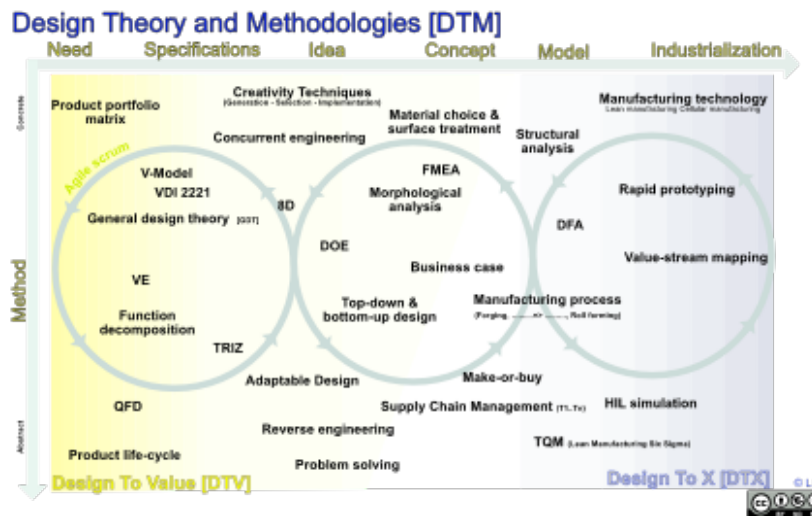 Design Theory and Methodologies [DTM]
Need Specifications Idea Concept Model Industrialization
Concrete
Method
Abstract
Product portfolio
matrix
Creativity Techniques
(Generation - Selection - Implementation)
Concurrent engineering
Material choice &
surface treatment
Structural
analysis
Manufacturing technology
Lean manufacturing Cellular manufacturing
Agile scrum
V-Model
VDI 2221
General design theory [GDT]
8D
FMEA
Morphological
analysis
Rapid prototyping
DFA
DOE
Business case
Value-stream mapping
VE
Function
decomposition
Top-down &
bottom-up design
Manufacturing process
(Forging, .........=> ........, Roll forming)
TRIZ
Adaptable Design
Make-or-buy
QFD
Supply Chain Management
HIL simulation
Reverse engineering
TQM (Lean Manufacturing Six Sigma)
Product life-cycle
Problem solving
Design To Value [DTV]
Design To X [DTX]
© L